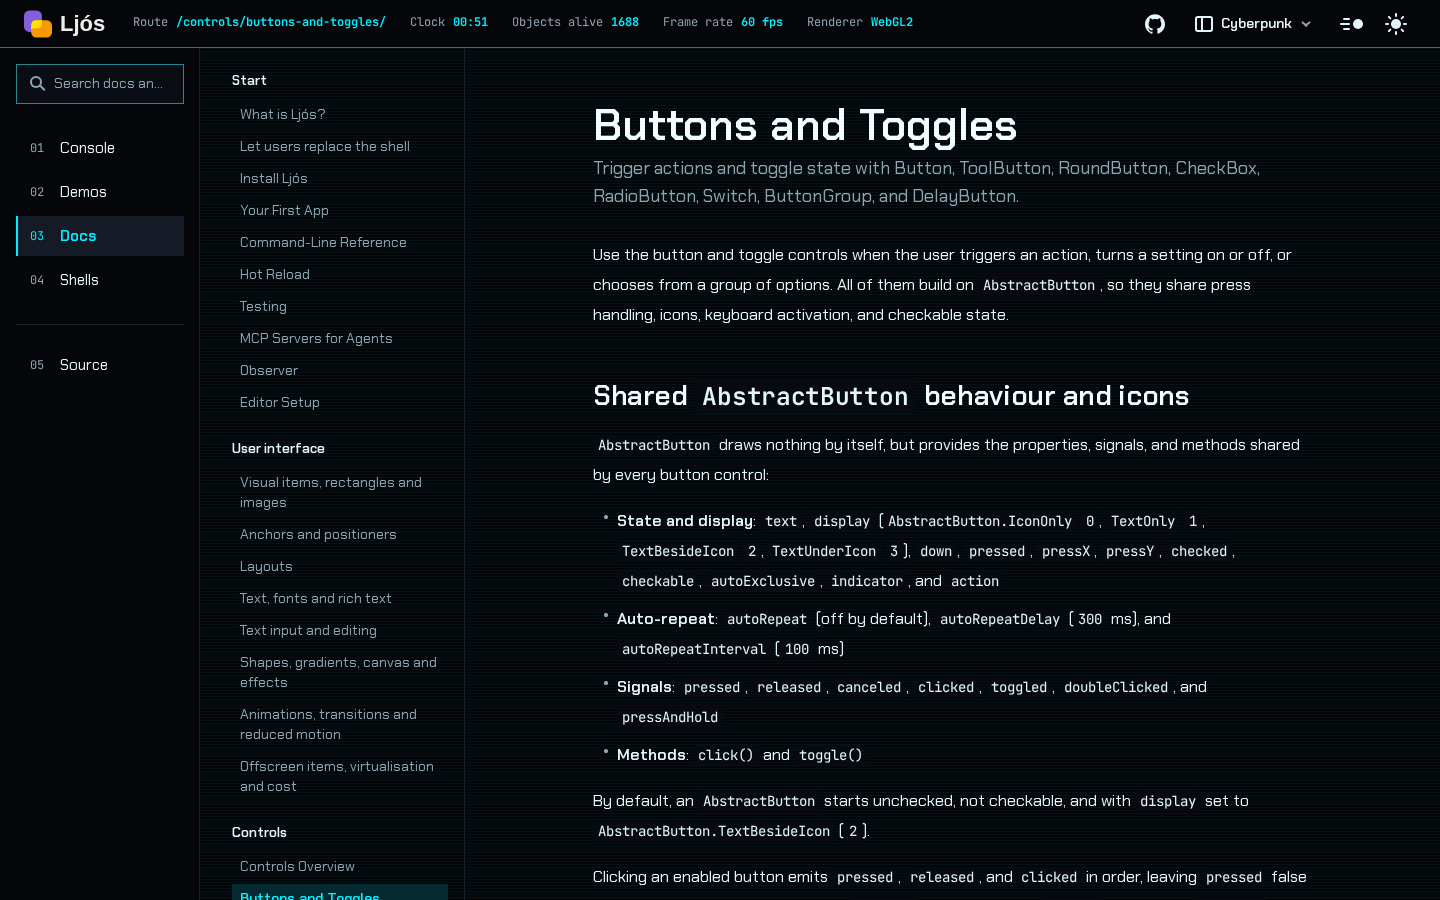 Ljós
Route /controls/buttons-and-toggles/ Clock 00:51 Objects alive 1688 Frame rate 60 fps Renderer WebGL2
Cyberpunk
Search docs an...
01 Console
02 Demos
03 Docs
04 Shells
05 Source
Start
What is Ljós?
Let users replace the shell
Install Ljós
Your First App
Command-Line Reference
Hot Reload
Testing
MCP Servers for Agents
Observer
Editor Setup
User interface
Visual items, rectangles and
images
Anchors and positioners
Layouts
Text, fonts and rich text
Text input and editing
Shapes, gradients, canvas and
effects
Animations, transitions and
reduced motion
Offscreen items, virtualisation
and cost
Controls
Controls Overview
Buttons and Toggles
Buttons and Toggles
Trigger actions and toggle state with Button, ToolButton, RoundButton, CheckBox,
RadioButton, Switch, ButtonGroup, and DelayButton.
Use the button and toggle controls when the user triggers an action, turns a setting on or off, or
chooses from a group of options. All of them build on AbstractButton, so they share press
handling, icons, keyboard activation, and checkable state.
Shared AbstractButton behaviour and icons
AbstractButton draws nothing by itself, but provides the properties, signals, and methods shared
by every button control:
• State and display: text, display (AbstractButton.IconOnly 0, TextOnly 1,
TextBesideIcon 2, TextUnderIcon 3), down, pressed, pressX, pressY, checked,
checkable, autoExclusive, indicator, and action
• Auto-repeat: autoRepeat (off by default), autoRepeatDelay (300 ms), and
autoRepeatInterval (100 ms)
• Signals: pressed, released, canceled, clicked, toggled, doubleClicked, and
pressAndHold
• Methods: click() and toggle()
By default, an AbstractButton starts unchecked, not checkable, and with display set to
AbstractButton.TextBesideIcon (2).
Clicking an enabled button emits pressed, released, and clicked in order, leaving pressed false